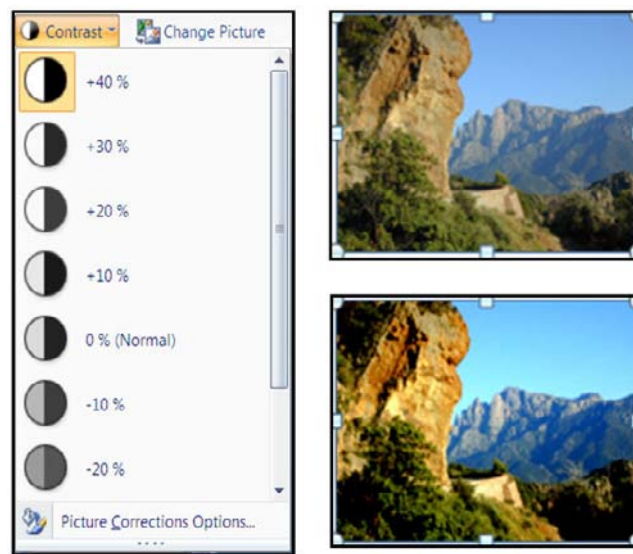 Contrast Change Picture
+40 %
+30 %
+20 %
+10 %
0 % (Normal)
-10 %
-20 %
Picture Corrections Options...